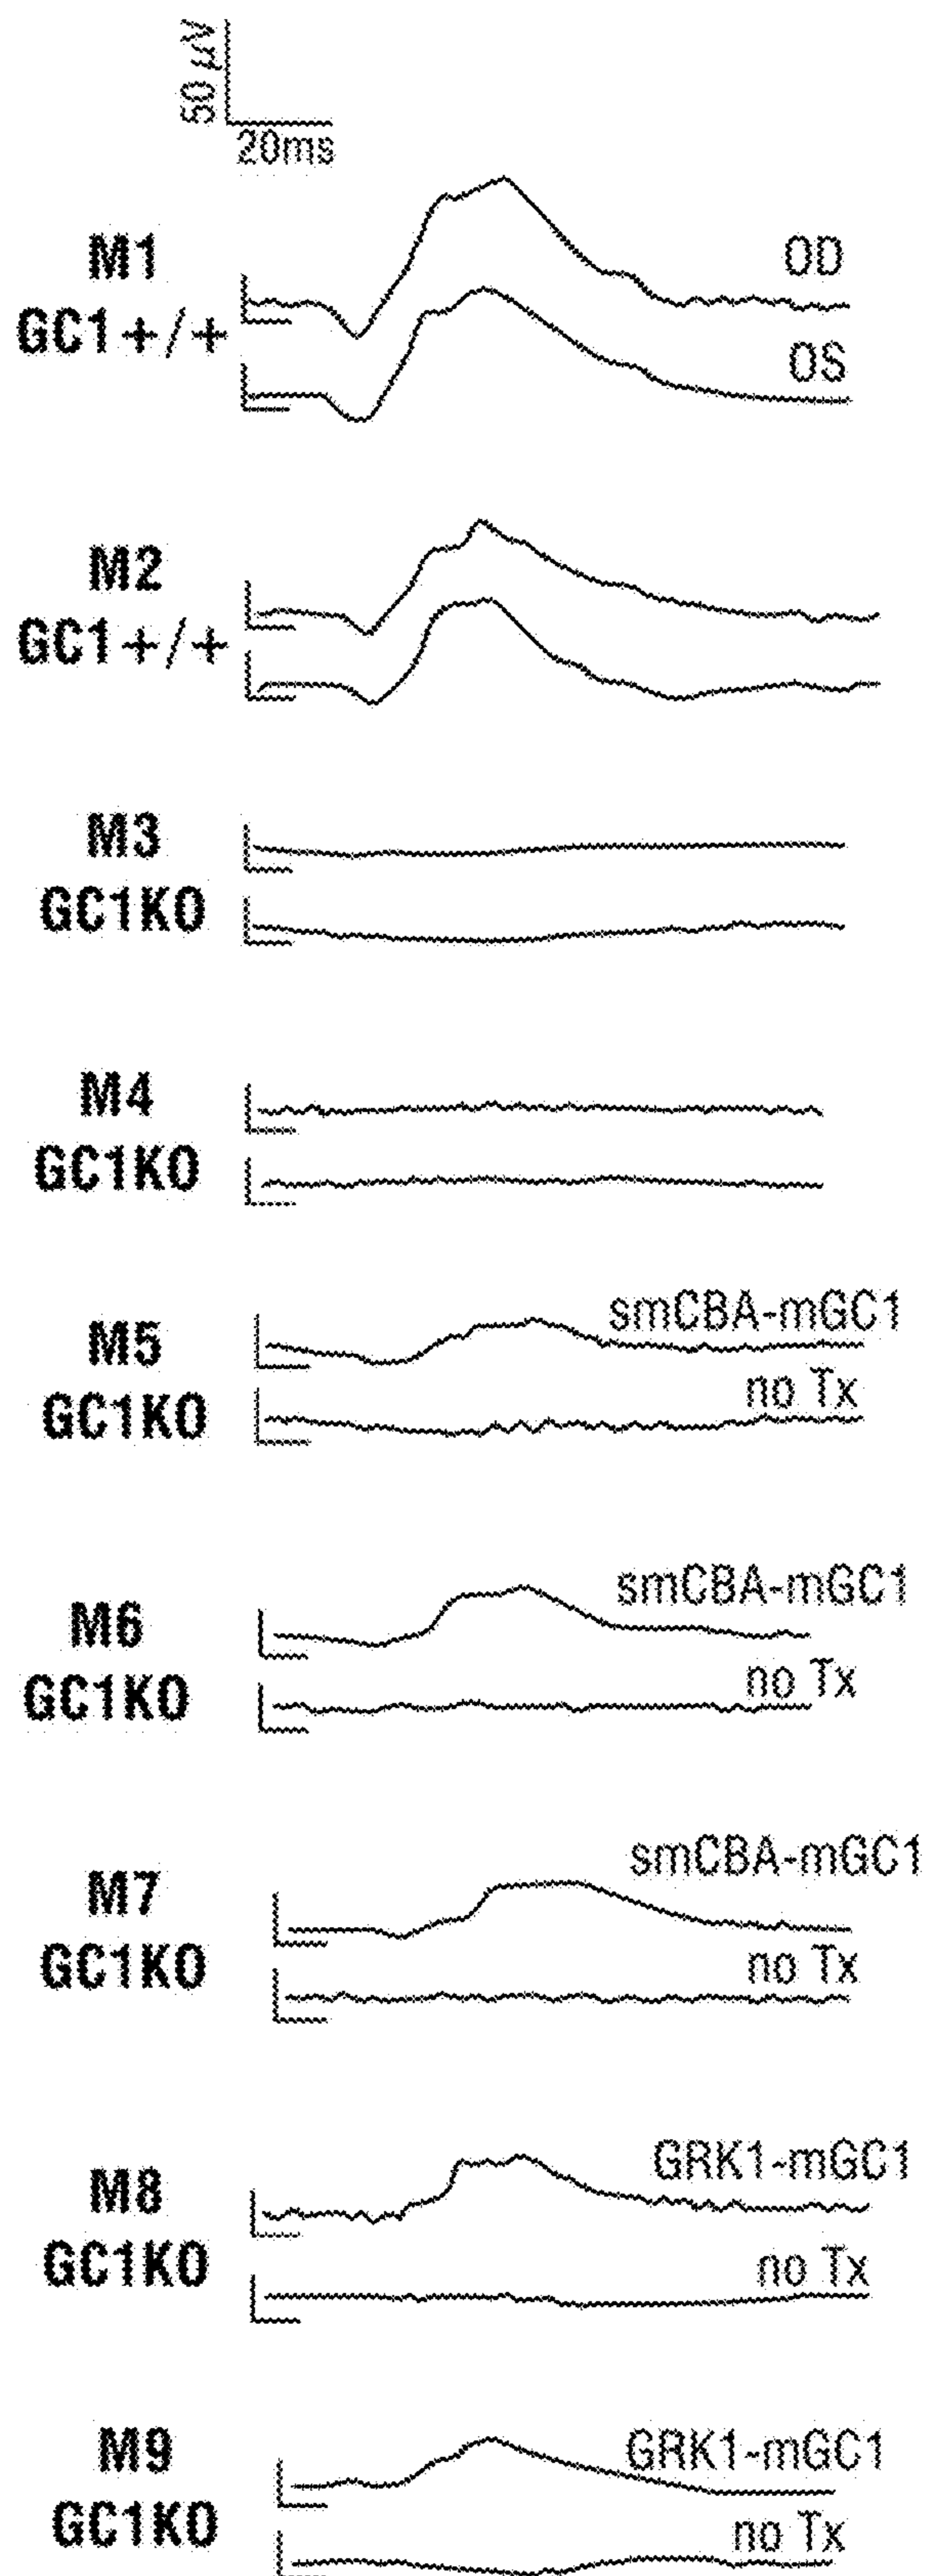 50 µV
20ms
M1
GC1+/+
OD
OS
M2
GC1+/+
M3
GC1KO
M4
GC1KO
M5
GC1KO
smCBA-mGC1
no Tx
M6
GC1KO
smCBA-mGC1
no Tx
M7
GC1KO
smCBA-mGC1
no Tx
M8
GC1KO
GRK1-mGC1
no Tx
M9
GC1KO
GRK1-mGC1
no Tx